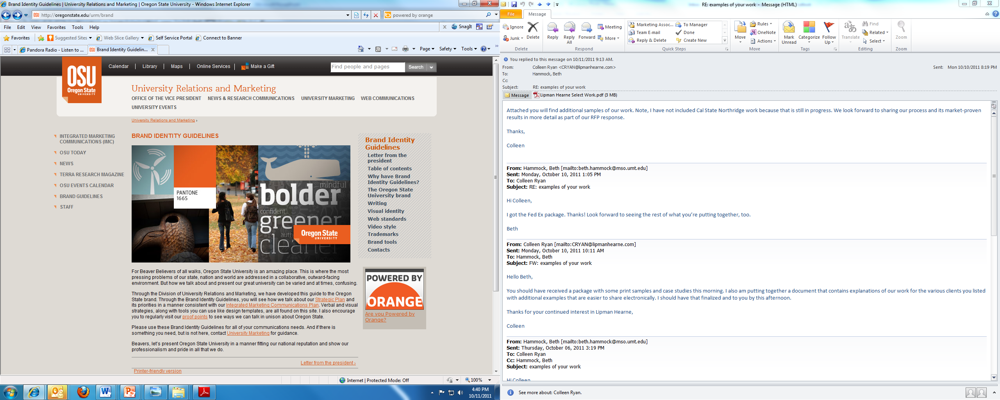 Brand Identity Guidelines | University Relations and Marketing | Oregon State University - Windows Internet Explorer
http://oregonstate.edu/urm/brand
powered by orange
File Edit View Favorites Tools Help
SnagIt
Favorites Suggested Sites Web Slice Gallery Self Service Portal Connect to Banner
Pandora Radio - Listen to ... Brand Identity Guidelin...
Page Safety Tools
OSU
Oregon State
UNIVERSITY
Calendar Library Maps Online Services Make a Gift
Find people and pages Search
University Relations and Marketing
OFFICE OF THE VICE PRESIDENT NEWS & RESEARCH COMMUNICATIONS UNIVERSITY MARKETING WEB COMMUNICATIONS
UNIVERSITY EVENTS
University Relations and Marketing ›
INTEGRATED MARKETING
COMMUNICATIONS (IMC)
OSU TODAY
NEWS
TERRA RESEARCH MAGAZINE
OSU EVENTS CALENDAR
BRAND GUIDELINES
STAFF
BRAND IDENTITY GUIDELINES
PANTONE
1665
mindful
bolder
confident
greener
auth
cleaner
Oregon State
UNIVERSITY
For Beaver Believers of all walks, Oregon State University is an amazing place. This is where the most
pressing problems of our state, nation and world are addressed in a collaborative, outward-facing
environment. But how we talk about and present our great university can be varied and at times, confusing.
Through the Division of University Relations and Marketing, we have developed this guide to the Oregon
State brand. Through the Brand Identity Guidelines, you will see how we talk about our Strategic Plan and
its priorities in a manner consistent with our Integrated Marketing Communications Plan. Verbal and visual
strategies, along with tools you can use like design templates, are all found on this site. I also encourage
you to regularly visit our proof points to see ways we can talk in unison about Oregon State.
Please use these Brand Identity Guidelines for all of your communications needs. And if there is
something you need, but is not here, contact University Marketing for guidance.
Beavers, let's present Oregon State University in a manner fitting our national reputation and show our
professionalism and pride in all that we do.
Letter from the president ›
Printer-friendly version
Brand Identity
Guidelines
Letter from the
president
Table of contents
Why have Brand
Identity Guidelines?
The Oregon State
University brand
Writing
Visual identity
Web standards
Video style
Trademarks
Brand tools
Contacts
POWERED BY
ORANGE
Are you Powered by
Orange?
Internet | Protected Mode: Off 100%
4:40 PM
10/11/2011
RE: examples of your work - Message (HTML)
File Message
Ignore
Junk
Delete
Delete
Reply
Reply
All
Forward
Meeting
More
Respond
Marketing Assoc... To Manager
Team E-mail Done
Reply & Delete Create New
Quick Steps
Move
Rules
OneNote
Actions
Move
Mark
Unread
Categorize
Follow
Up
Tags
Translate
Find
Related
Select
Editing
Zoom
Zoom
You replied to this message on 10/11/2011 9:13 AM.
From: Colleen Ryan <CRYAN@lipmanhearne.com> Sent: Mon 10/10/2011 8:19 PM
To: Hammock, Beth
Cc:
Subject: RE: examples of your work
Message Lipman Hearne Select Work.pdf (3 MB)
Attached you will find additional samples of our work. Note, I have not included Cal State Northridge work because that is still in progress. We look forward to sharing our process and its market-proven
results in more detail as part of our RFP response.
Thanks,
Colleen
From: Hammock, Beth [mailto:beth.hammock@mso.umt.edu]
Sent: Monday, October 10, 2011 1:05 PM
To: Colleen Ryan
Subject: RE: examples of your work
Hi Colleen,
I got the Fed Ex package. Thanks! Look forward to seeing the rest of what you're putting together, too.
Beth
From: Colleen Ryan [mailto:CRYAN@lipmanhearne.com]
Sent: Monday, October 10, 2011 10:11 AM
To: Hammock, Beth
Subject: FW: examples of your work
Hello Beth,
You should have received a package with some print samples and case studies this morning. I also am putting together a document that contains explanations of our work for the various clients you listed
with additional examples that are easier to share electronically. I should have that finalized and to you by this afternoon.
Thanks for your continued interest in Lipman Hearne,
Colleen
From: Hammock, Beth [mailto:beth.hammock@mso.umt.edu]
Sent: Thursday, October 06, 2011 3:19 PM
To: Colleen Ryan
Cc: Hammock, Beth
Subject: examples of your work
Hi Colleen
See more about: Colleen Ryan.